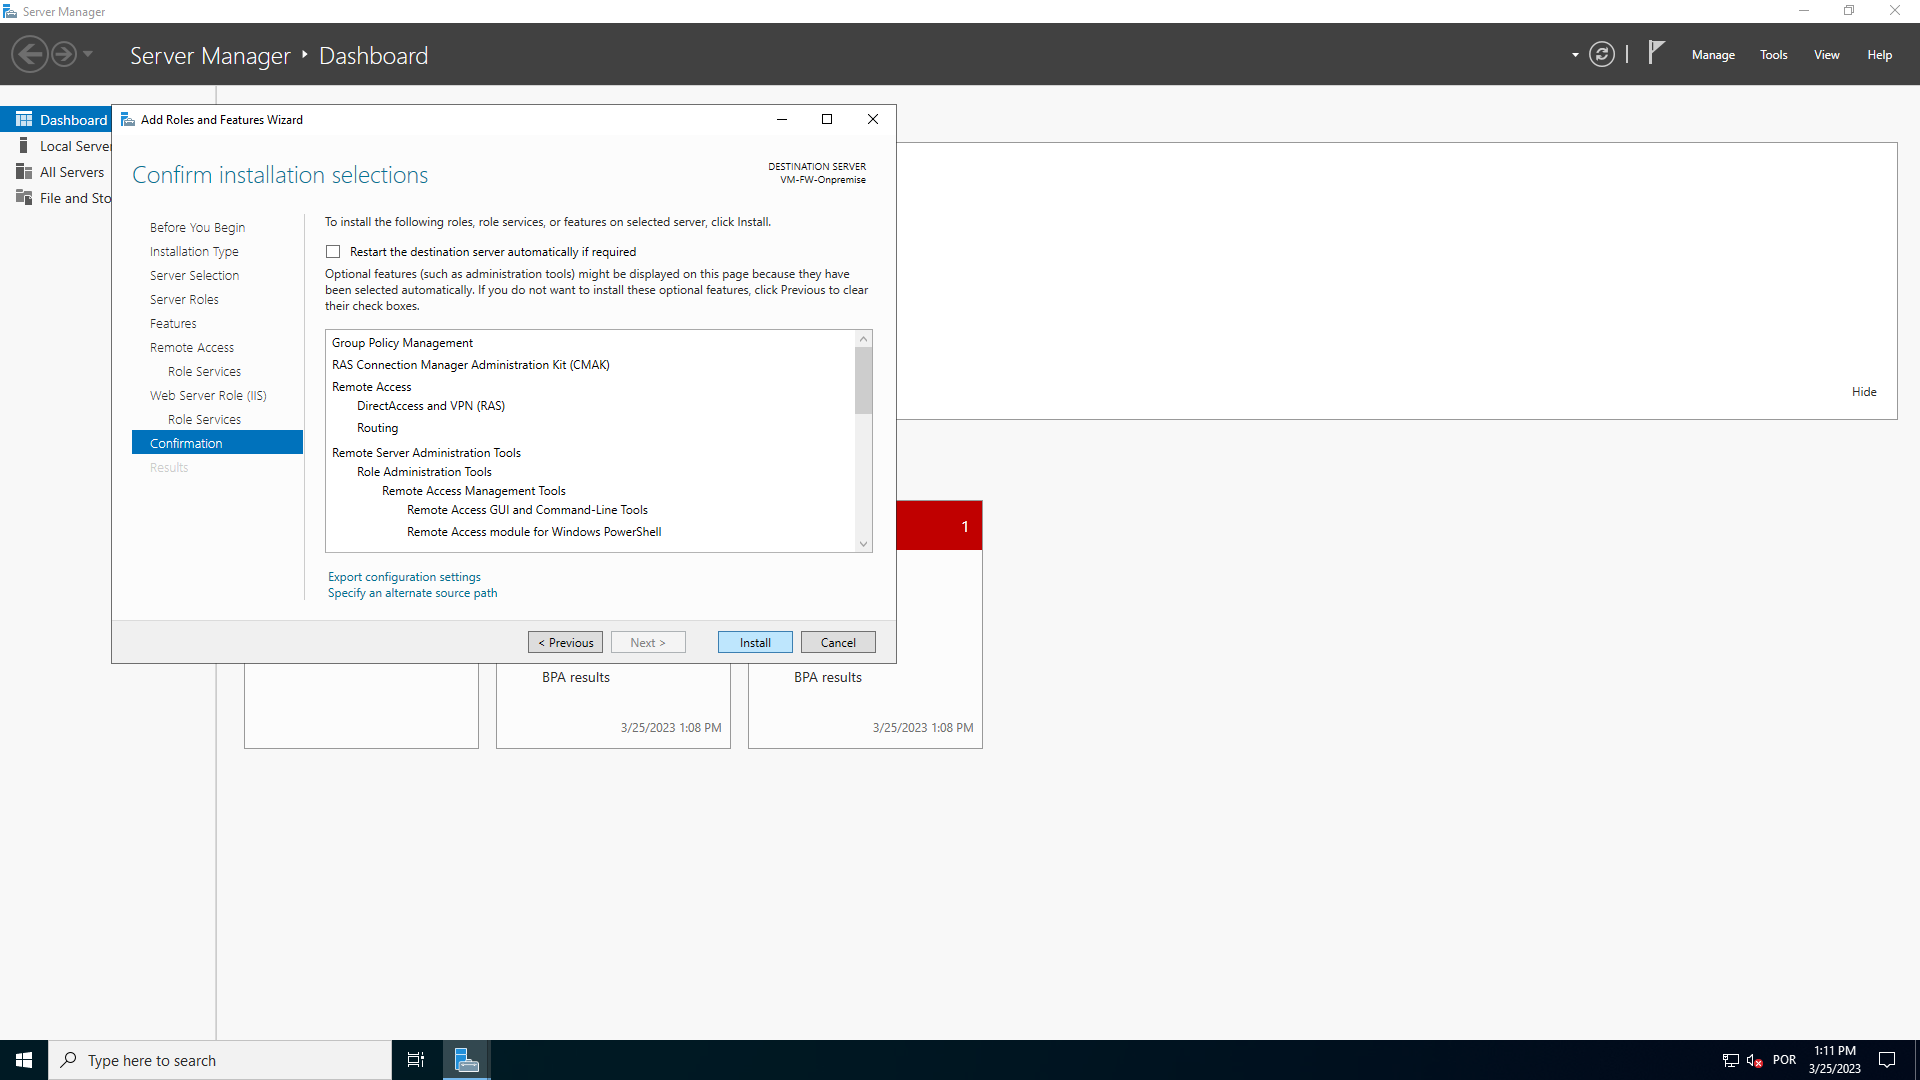 Server Manager
Server Manager
Dashboard
Manage
Tools
View
Help
Dashboard
Local Server
All Servers
File and Sto
Add Roles and Features Wizard
Confirm installation selections
DESTINATION SERVER
VM-FW-Onpremise
Before You Begin
Installation Type
Server Selection
Server Roles
Features
Remote Access
Role Services
Web Server Role (IIS)
Role Services
Confirmation
Results
To install the following roles, role services, or features on selected server, click Install.
Restart the destination server automatically if required
Optional features (such as administration tools) might be displayed on this page because they have
been selected automatically. If you do not want to install these optional features, click Previous to clear
their check boxes.
Group Policy Management
RAS Connection Manager Administration Kit (CMAK)
Remote Access
DirectAccess and VPN (RAS)
Routing
Remote Server Administration Tools
Role Administration Tools
Remote Access Management Tools
Remote Access GUI and Command-Line Tools
Remote Access module for Windows PowerShell
Export configuration settings
Specify an alternate source path
< Previous
Next >
Install
Cancel
Hide
1
BPA results
3/25/2023 1:08 PM
BPA results
3/25/2023 1:08 PM
Type here to search
POR
1:11 PM
3/25/2023